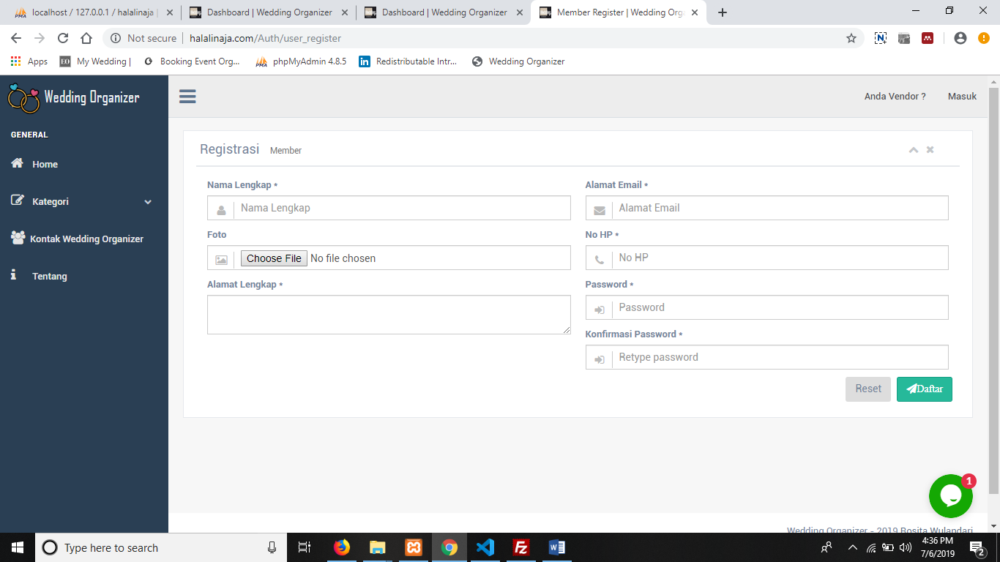 localhost / 127.0.0.1 / halalinaja
Dashboard | Wedding Organizer
Dashboard | Wedding Organizer
Member Register | Wedding Org
Not secure
halalinaja.com/Auth/user_register
Apps
My Wedding |
Booking Event Org...
phpMyAdmin 4.8.5
Redistributable Intr...
Wedding Organizer
Wedding Organizer
Anda Vendor ?
Masuk
GENERAL
Home
Kategori
Kontak Wedding Organizer
Tentang
Registrasi Member
Nama Lengkap *
Nama Lengkap
Foto
Choose File No file chosen
Alamat Lengkap *
Alamat Email *
Alamat Email
No HP *
No HP
Password *
Password
Konfirmasi Password *
Retype password
Reset
Daftar
1
Wedding Organizer - 2019 Rosita Wulandari
Type here to search
4:36 PM
7/6/2019
2